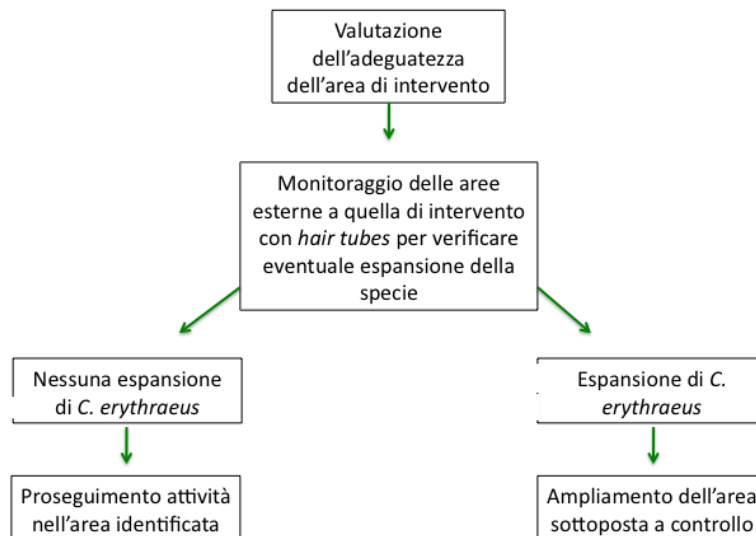 Valutazione
dell'adeguatezza
dell'area di intervento
Monitoraggio delle aree
esterne a quella di intervento
con hair tubes per verificare
eventuale espansione della
specie
Nessuna espansione
di C. erythraeus
Espansione di C.
erythraeus
Proseguimento attività
nell'area identificata
Ampliamento dell'area
sottoposta a controllo